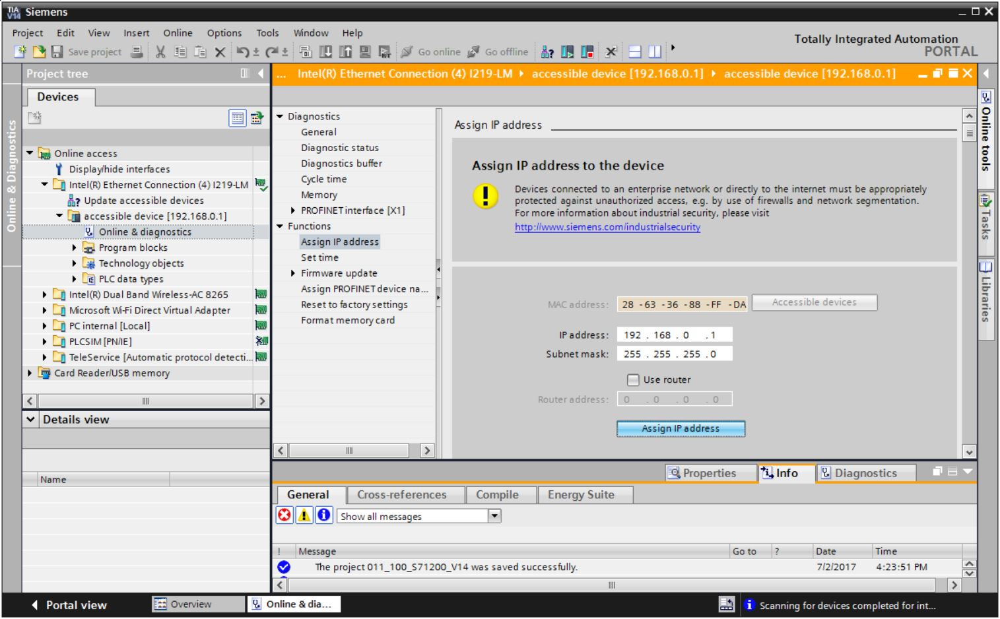 TIA V14 Siemens
Project Edit View Insert Online Options Tools Window Help
Totally Integrated Automation
PORTAL
Save project Go online Go offline
Project tree
... Intel(R) Ethernet Connection (4) I219-LM accessible device [192.168.0.1] accessible device [192.168.0.1]
Devices
Online & Diagnostics
Online access
Display/hide interfaces
Intel(R) Ethernet Connection (4) I219-LM
Update accessible devices
accessible device [192.168.0.1]
Online & diagnostics
Program blocks
Technology objects
PLC data types
Intel(R) Dual Band Wireless-AC 8265
Microsoft Wi-Fi Direct Virtual Adapter
PC internal [Local]
PLCSIM [PN/IE]
TeleService [Automatic protocol detecti...
Card Reader/USB memory
Details view
Name
Diagnostics
General
Diagnostic status
Diagnostics buffer
Cycle time
Memory
PROFINET interface [X1]
Functions
Assign IP address
Set time
Firmware update
Assign PROFINET device na...
Reset to factory settings
Format memory card
Assign IP address
Assign IP address to the device
Devices connected to an enterprise network or directly to the internet must be appropriately
protected against unauthorized access, e.g. by use of firewalls and network segmentation.
For more information about industrial security, please visit
http://www.siemens.com/industrialsecurity
MAC address: 28 -63 -36 -88 -FF -DA Accessible devices
IP address: 192 . 168 . 0 . 1
Subnet mask: 255 . 255 . 255 . 0
Use router
Router address: 0 . 0 . 0 . 0
Assign IP address
Online tools
Tasks
Libraries
Properties Info Diagnostics
General Cross-references Compile Energy Suite
Show all messages
! Message Go to ? Date Time
The project 011_100_S71200_V14 was saved successfully. 7/2/2017 4:23:51 PM
Portal view Overview Online & dia... Scanning for devices completed for int...